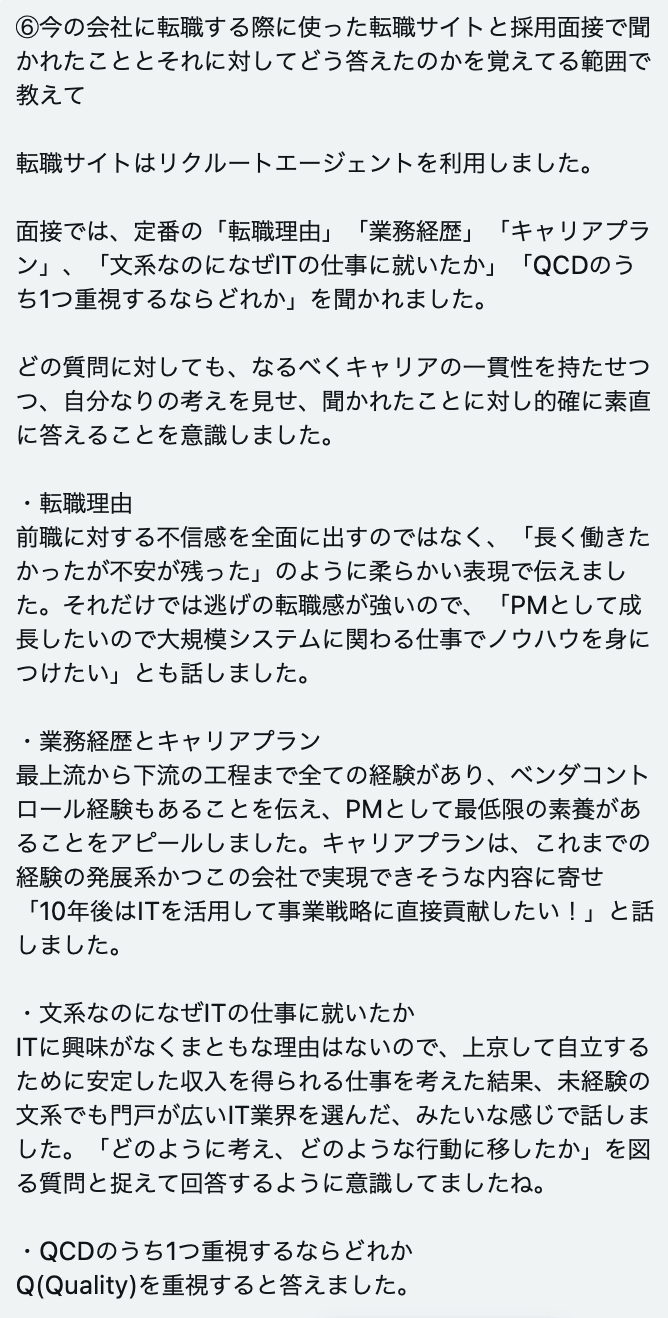 ⑥今の会社に転職する際に使った転職サイトと採用面接で聞
かれたこととそれに対してどう答えたのかを覚えてる範囲で
教えて
転職サイトはリクルートエージェントを利用しました。
面接では、定番の「転職理由」「業務経歴」「キャリアプラ
ン」、「文系なのになぜITの仕事に就いたか」「QCDのう
ち1つ重視するならどれか」を聞かれました。
どの質問に対しても、なるべくキャリアの一貫性を持たせつ
つ、自分なりの考えを見せ、聞かれたことに対し的確に素直
に答えることを意識しました。
・転職理由
前職に対する不信感を全面に出すのではなく、「長く働きた
かったが不安が残った」のように柔らかい表現で伝えまし
た。それだけでは逃げの転職感が強いので、「PMとして成
長したいので大規模システムに関わる仕事でノウハウを身に
つけたい」とも話しました。
・業務経歴とキャリアプラン
最上流から下流の工程まで全ての経験があり、ベンダコント
ロール経験もあることを伝え、PMとして最低限の素養があ
ることをアピールしました。キャリアプランは、これまでの
経験の発展系かつこの会社で実現できそうな内容に寄せ
「10年後はITを活用して事業戦略に直接貢献したい！」と話
しました。
・文系なのになぜITの仕事に就いたか
ITに興味がなくまともな理由はないので、上京して自立する
ために安定した収入を得られる仕事を考えた結果、未経験の
文系でも門戸が広いIT業界を選んだ、みたいな感じで話しま
した。「どのように考え、どのような行動に移したか」を図
る質問と捉えて回答するように意識してましたね。
・QCDのうち1つ重視するならどれか
Q(Quality)を重視すると答えました。